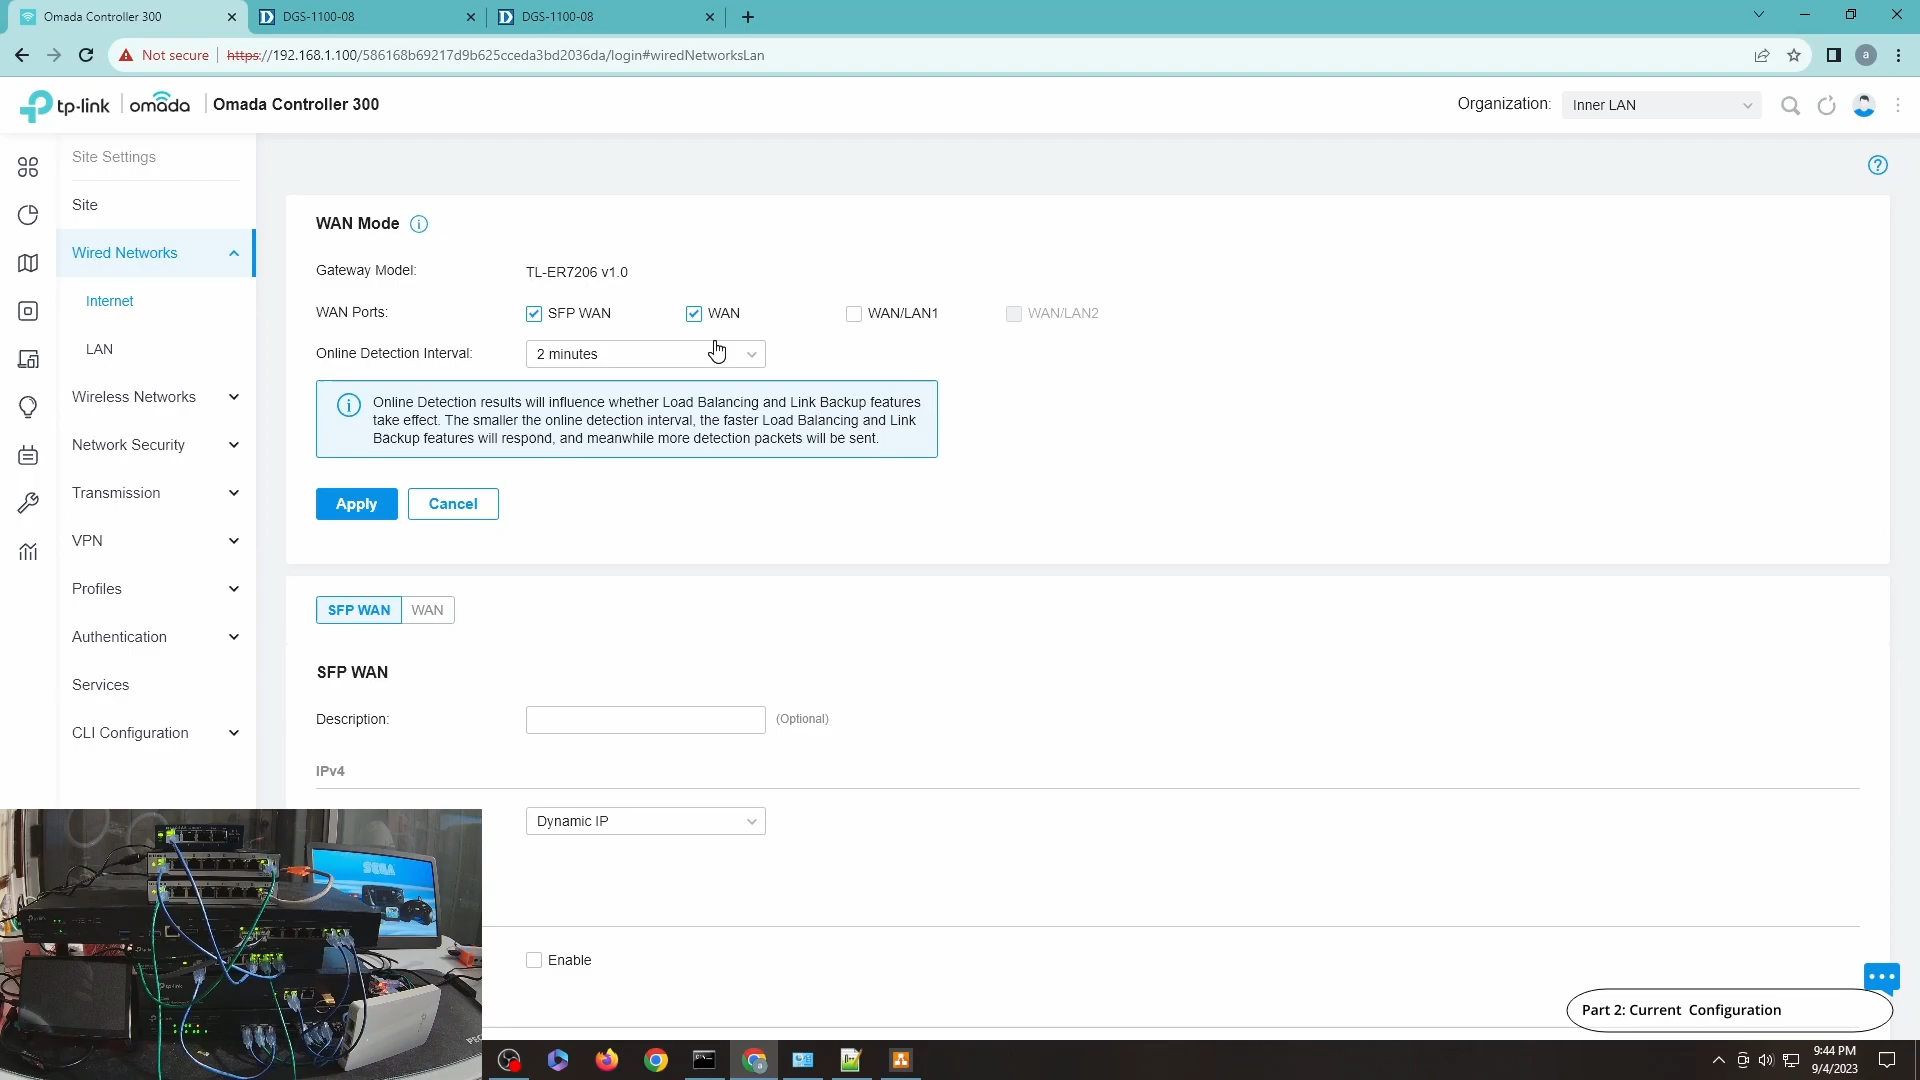 Omada Controller 300
DGS-1100-08
DGS-1100-08
Not secure
https://192.168.1.100/586168b69217d9b625cceda3bd2036da/login#wiredNetworksLan
a
tp-link
omada
Omada Controller 300
Organization:
Inner LAN
Site Settings
Site
Wired Networks
Internet
LAN
Wireless Networks
Network Security
Transmission
VPN
Profiles
Authentication
Services
CLI Configuration
WAN Mode
Gateway Model:
TL-ER7206 v1.0
WAN Ports:
SFP WAN
WAN
WAN/LAN1
WAN/LAN2
Online Detection Interval:
2 minutes
Online Detection results will influence whether Load Balancing and Link Backup features
take effect. The smaller the online detection interval, the faster Load Balancing and Link
Backup features will respond, and meanwhile more detection packets will be sent.
Apply
Cancel
SFP WAN
WAN
SFP WAN
Description:
(Optional)
IPv4
Dynamic IP
Enable
SEGA
tp-link
Part 2: Current Configuration
9:44 PM
9/4/2023